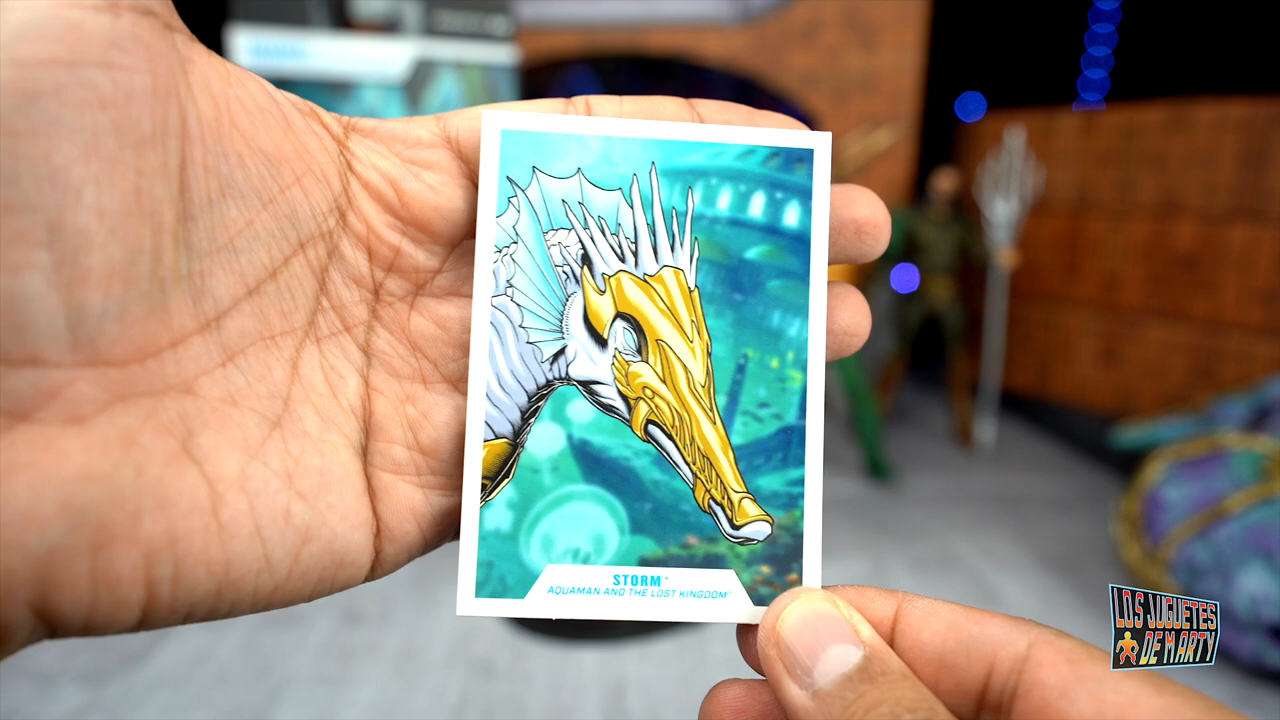 STORM™
AQUAMAN AND THE LOST KINGDOM™
LOS JUGUETES
DE MARTY